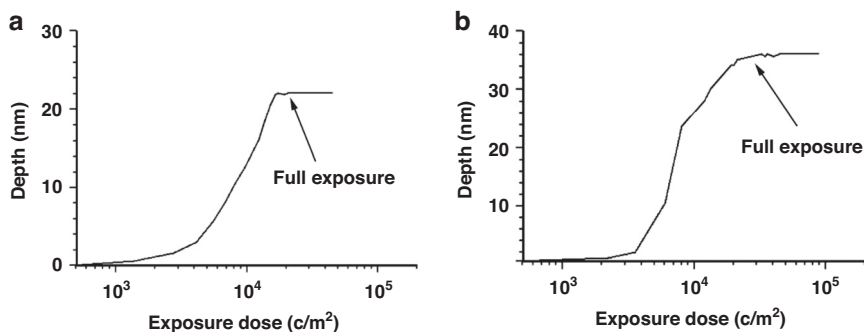 a
30
20
10
0
Depth (nm)
Full exposure
10³
10⁴
10⁵
Exposure dose (c/m²)
b
40
30
20
10
Depth (nm)
Full exposure
10³
10⁴
10⁵
Exposure dose (c/m²)